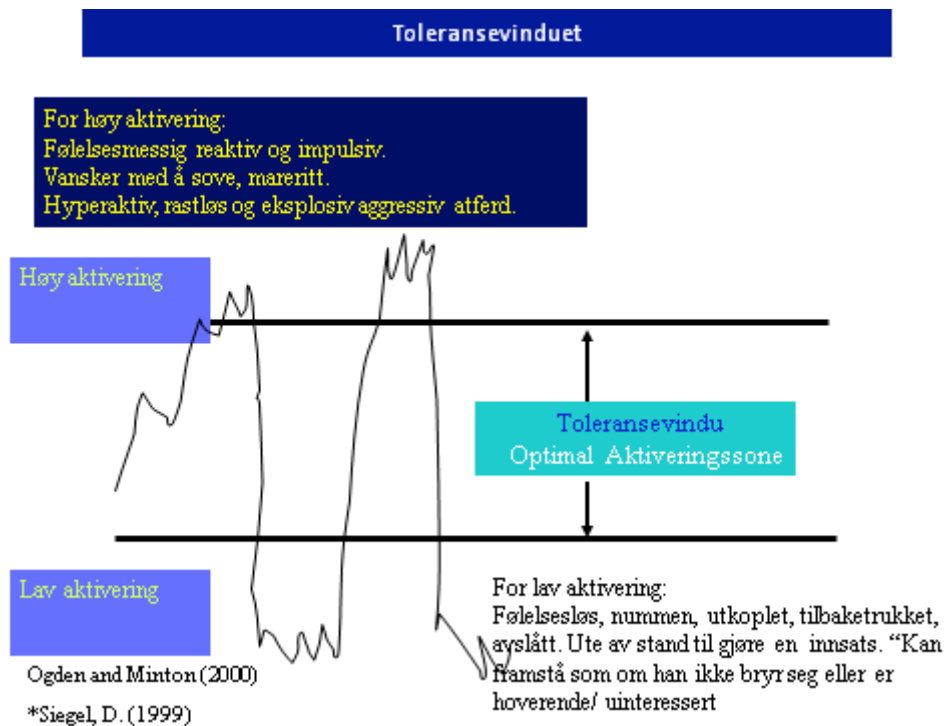 Toleransevinduet
For høy aktivering:
Følelsesmessig reaktiv og impulsiv.
Vansker med å sove, mareritt.
Hyperaktiv, rastløs og eksplosiv aggressiv atferd.
Høy aktivering
Toleransevindu
Optimal Aktiveringssone
Lav aktivering
For lav aktivering:
Følelsesløs, nummen, utkoplet, tilbaketrukket,
avslått. Ute av stand til gjøre en innsats. “Kan
framstå som om han ikke bryr seg eller er
hoverende/ uinteressert
Ogden and Minton (2000)
*Siegel, D. (1999)